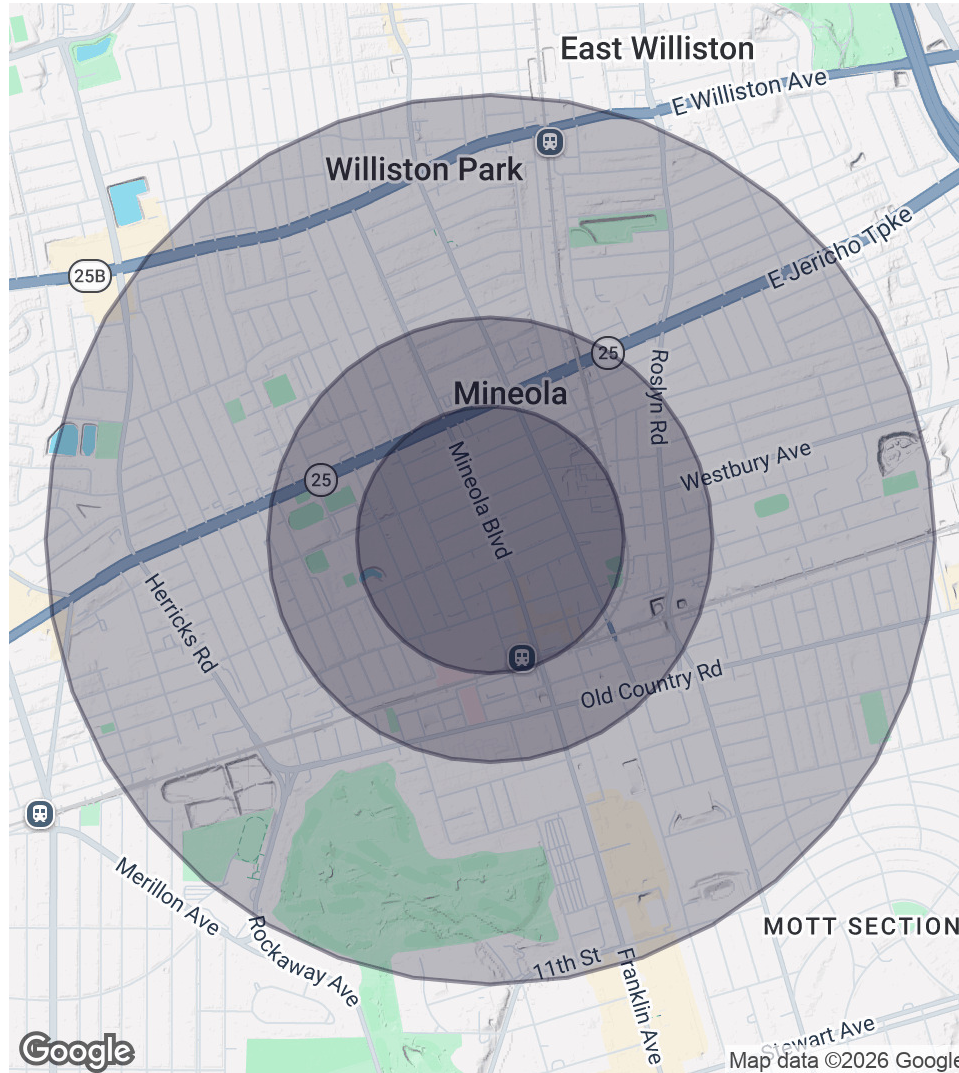 East Williston
E Williston Ave
Williston Park
25B
E Jericho Tpke
25
Mineola
Roslyn Rd
Westbury Ave
25
Mineola Blvd
Herricks Rd
Old Country Rd
Merillon Ave
Rockaway Ave
MOTT SECTION
11th St
Franklin Ave
Stewart Ave
Google
Map data ©2026 Google